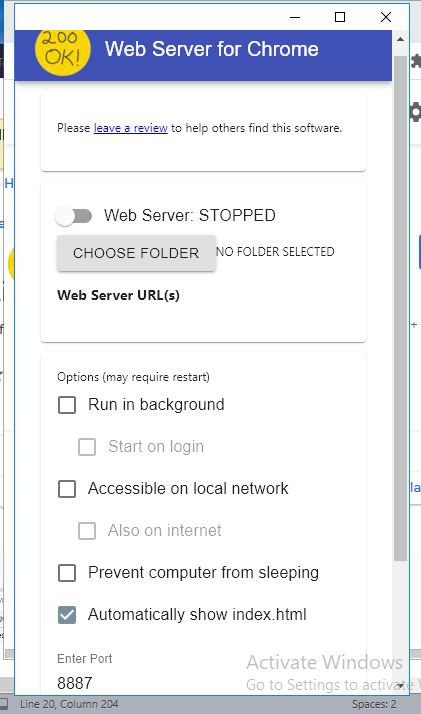 200
OK!
Web Server for Chrome
Please leave a review to help others find this software.
Web Server: STOPPED
CHOOSE FOLDER
NO FOLDER SELECTED
Web Server URL(s)
Options (may require restart)
Run in background
Start on login
Accessible on local network
Also on internet
Prevent computer from sleeping
Automatically show index.html
Enter Port
8887
Activate Windows
Go to Settings to activate
Line 20, Column 204
Spaces: 2